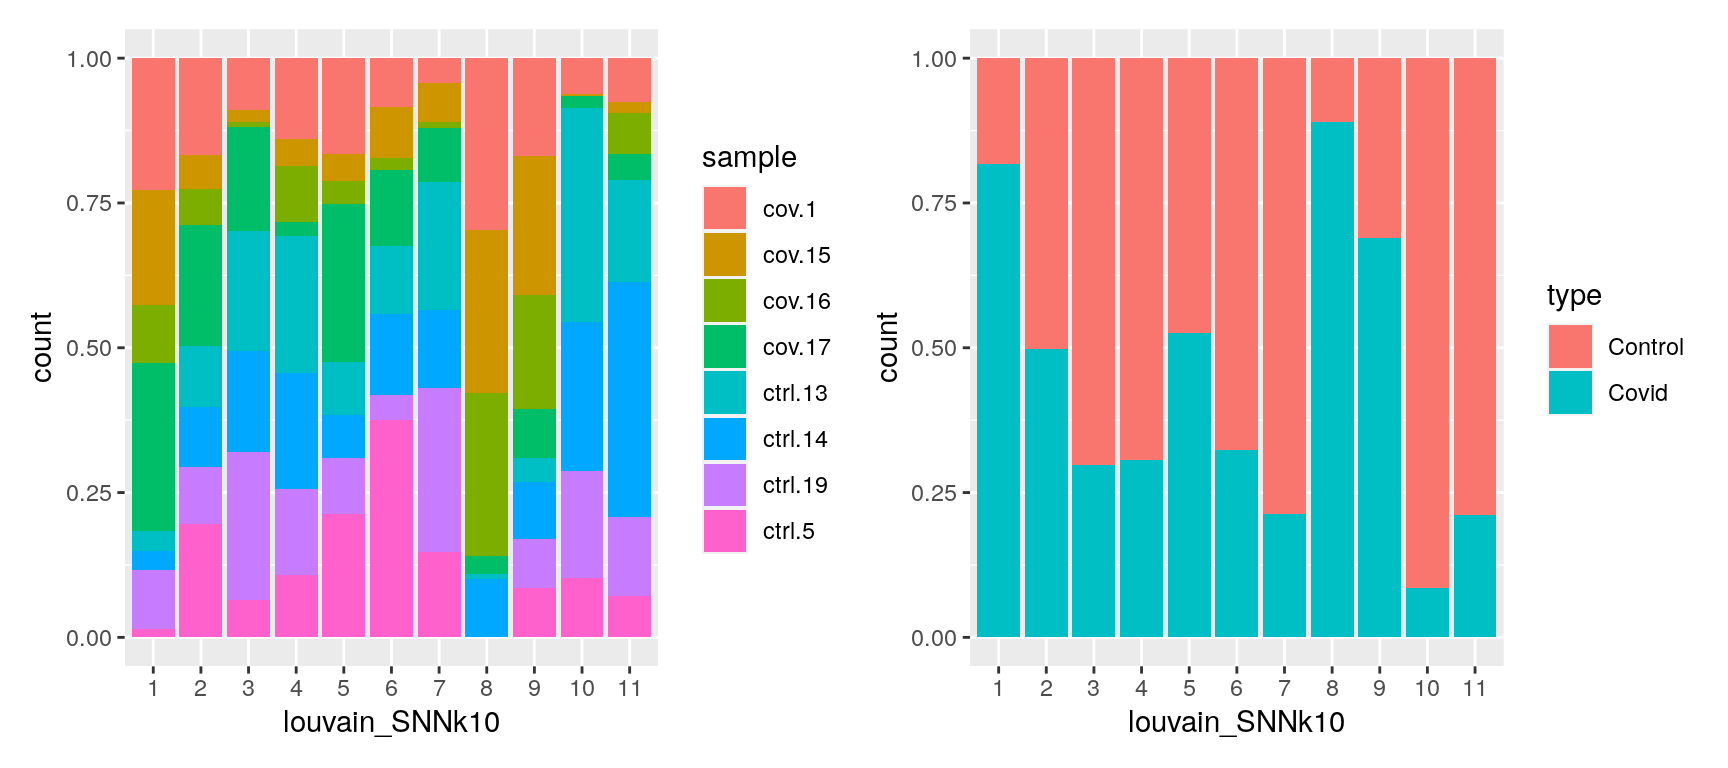 1.00
0.75
0.50
0.25
0.00
count
1 2 3 4 5 6 7 8 9 10 11
louvain_SNNk10
sample
cov.1
cov.15
cov.16
cov.17
ctrl.13
ctrl.14
ctrl.19
ctrl.5
1.00
0.75
0.50
0.25
0.00
count
1 2 3 4 5 6 7 8 9 10 11
louvain_SNNk10
type
Control
Covid